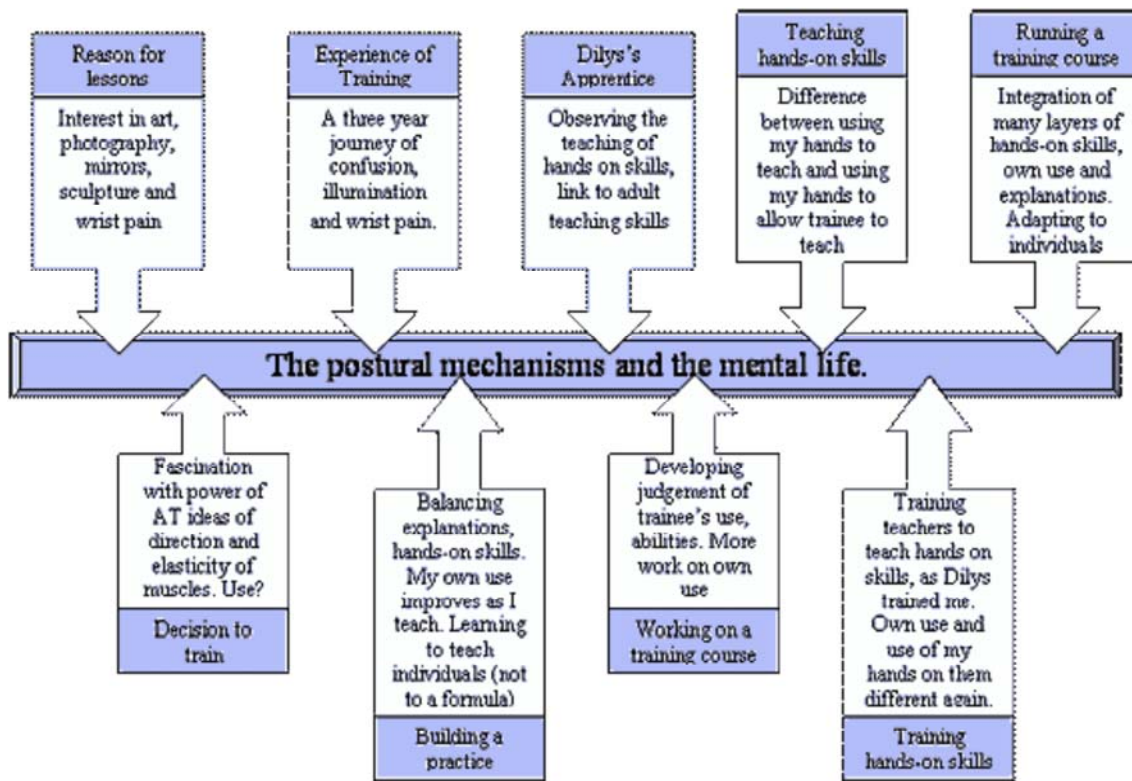 Reason for
lessons
Interest in art,
photography,
mirrors,
sculpture and
wrist pain
Experience of
Training
A three year
journey of
confusion,
illumination
and wrist pain.
Dilys's
Apprentice
Observing the
teaching of
hands on skills,
link to adult
teaching skills
Teaching
hands-on skills
Difference
between using
my hands to
teach and using
my hands to
allow trainee to
teach
Running a
training course
Integration of
many layers of
hands-on skills,
own use and
explanations.
Adapting to
individuals
The postural mechanisms and the mental life.
Fascination
with power of
AT ideas of
direction and
elasticity of
muscles. Use?
Decision to
train
Balancing
explanations,
hands-on skills.
My own use
improves as I
teach. Learning
to teach
individuals (not
to a formula)
Building a
practice
Developing
judgement of
trainee's use,
abilities. More
work on own
use
Working on a
training course
Training
teachers to
teach hands on
skills, as Dilys
trained me.
Own use and
use of my
hands on them
different again.
Training
hands-on skills